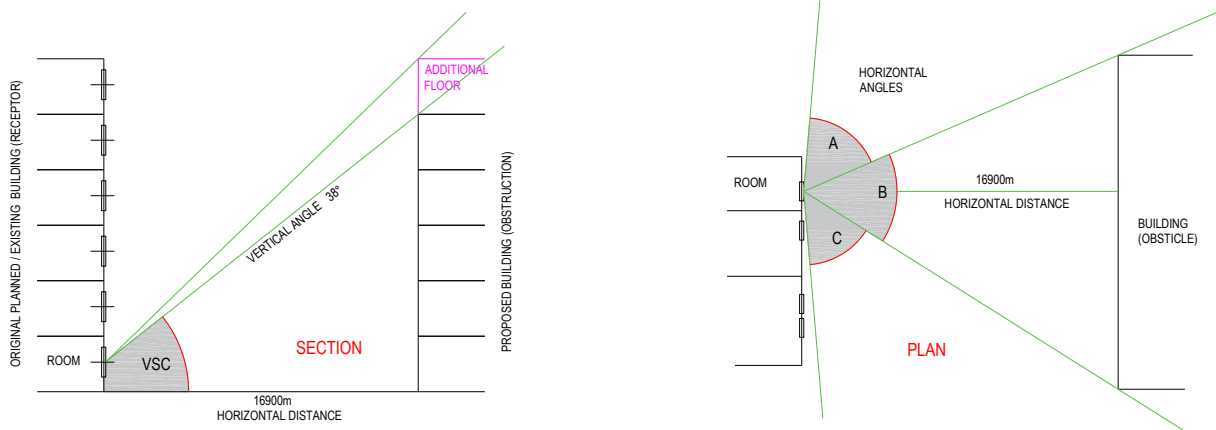 ORIGINAL PLANNED / EXISTING BUILDING (RECEPTOR)
ROOM
VSC
VERTICAL ANGLE 38°
SECTION
16900m
HORIZONTAL DISTANCE
ADDITIONAL
FLOOR
PROPOSED BUILDING (OBSTRUCTION)
HORIZONTAL
ANGLES
ROOM
A
B
C
16900m
HORIZONTAL DISTANCE
BUILDING
(OBSTICLE)
PLAN